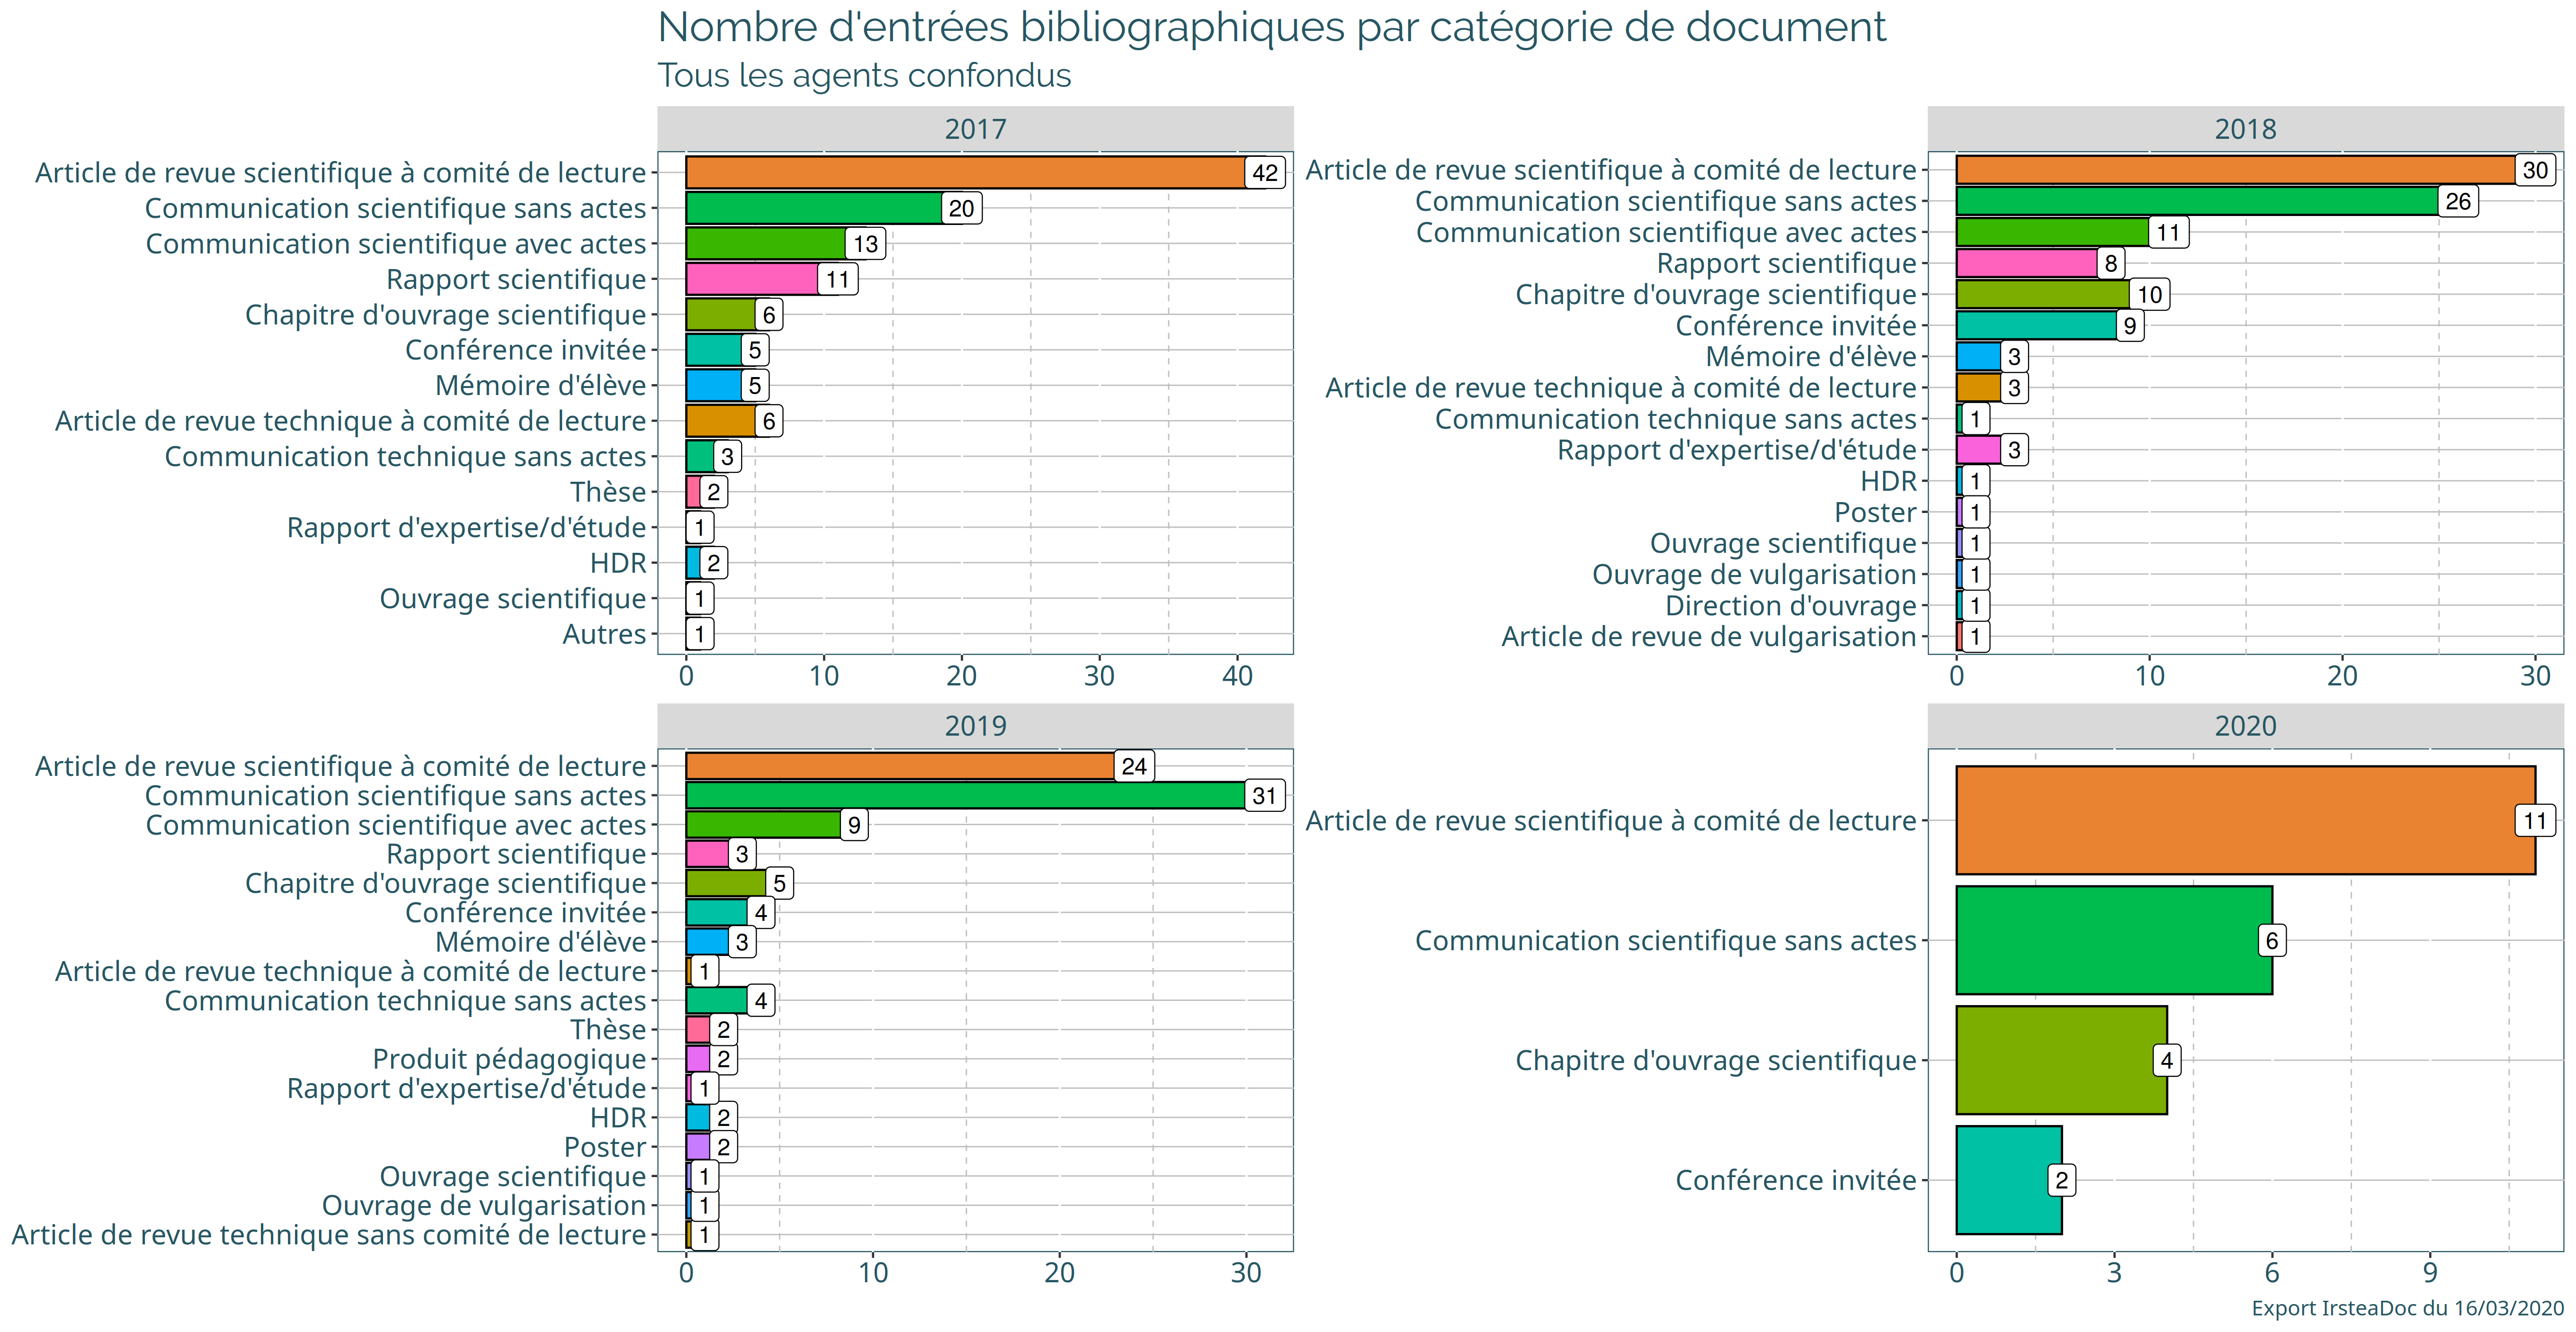 Nombre d'entrées bibliographiques par catégorie de document
Tous les agents confondus
2017
Article de revue scientifique à comité de lecture 42
Communication scientifique sans actes 20
Communication scientifique avec actes 13
Rapport scientifique 11
Chapitre d'ouvrage scientifique 6
Conférence invitée 5
Mémoire d'élève 5
Article de revue technique à comité de lecture 6
Communication technique sans actes 3
Thèse 2
Rapport d'expertise/d'étude 1
HDR 2
Ouvrage scientifique 1
Autres 1
0 10 20 30 40
2018
Article de revue scientifique à comité de lecture 30
Communication scientifique sans actes 26
Communication scientifique avec actes 11
Rapport scientifique 8
Chapitre d'ouvrage scientifique 10
Conférence invitée 9
Mémoire d'élève 3
Article de revue technique à comité de lecture 3
Communication technique sans actes 1
Rapport d'expertise/d'étude 3
HDR 1
Poster 1
Ouvrage scientifique 1
Ouvrage de vulgarisation 1
Direction d'ouvrage 1
Article de revue de vulgarisation 1
0 10 20 30
2019
Article de revue scientifique à comité de lecture 24
Communication scientifique sans actes 31
Communication scientifique avec actes 9
Rapport scientifique 3
Chapitre d'ouvrage scientifique 5
Conférence invitée 4
Mémoire d'élève 3
Article de revue technique à comité de lecture 1
Communication technique sans actes 4
Thèse 2
Produit pédagogique 2
Rapport d'expertise/d'étude 1
HDR 2
Poster 2
Ouvrage scientifique 1
Ouvrage de vulgarisation 1
Article de revue technique sans comité de lecture 1
0 10 20 30
2020
Article de revue scientifique à comité de lecture 11
Communication scientifique sans actes 6
Chapitre d'ouvrage scientifique 4
Conférence invitée 2
0 3 6 9
Export IrsteaDoc du 16/03/2020